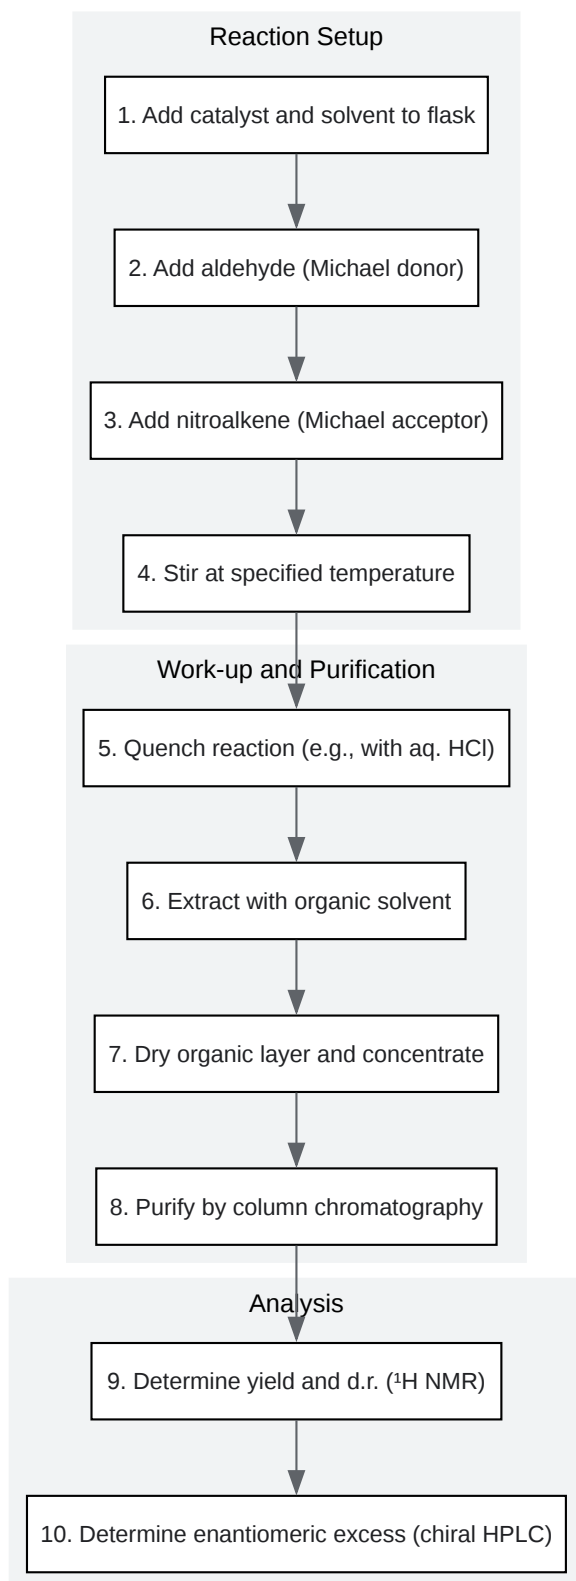 Reaction Setup
1. Add catalyst and solvent to flask
2. Add aldehyde (Michael donor)
3. Add nitroalkene (Michael acceptor)
4. Stir at specified temperature
Work-up and Purification
5. Quench reaction (e.g., with aq. HCl)
6. Extract with organic solvent
7. Dry organic layer and concentrate
8. Purify by column chromatography
Analysis
9. Determine yield and d.r. (¹H NMR)
10. Determine enantiomeric excess (chiral HPLC)